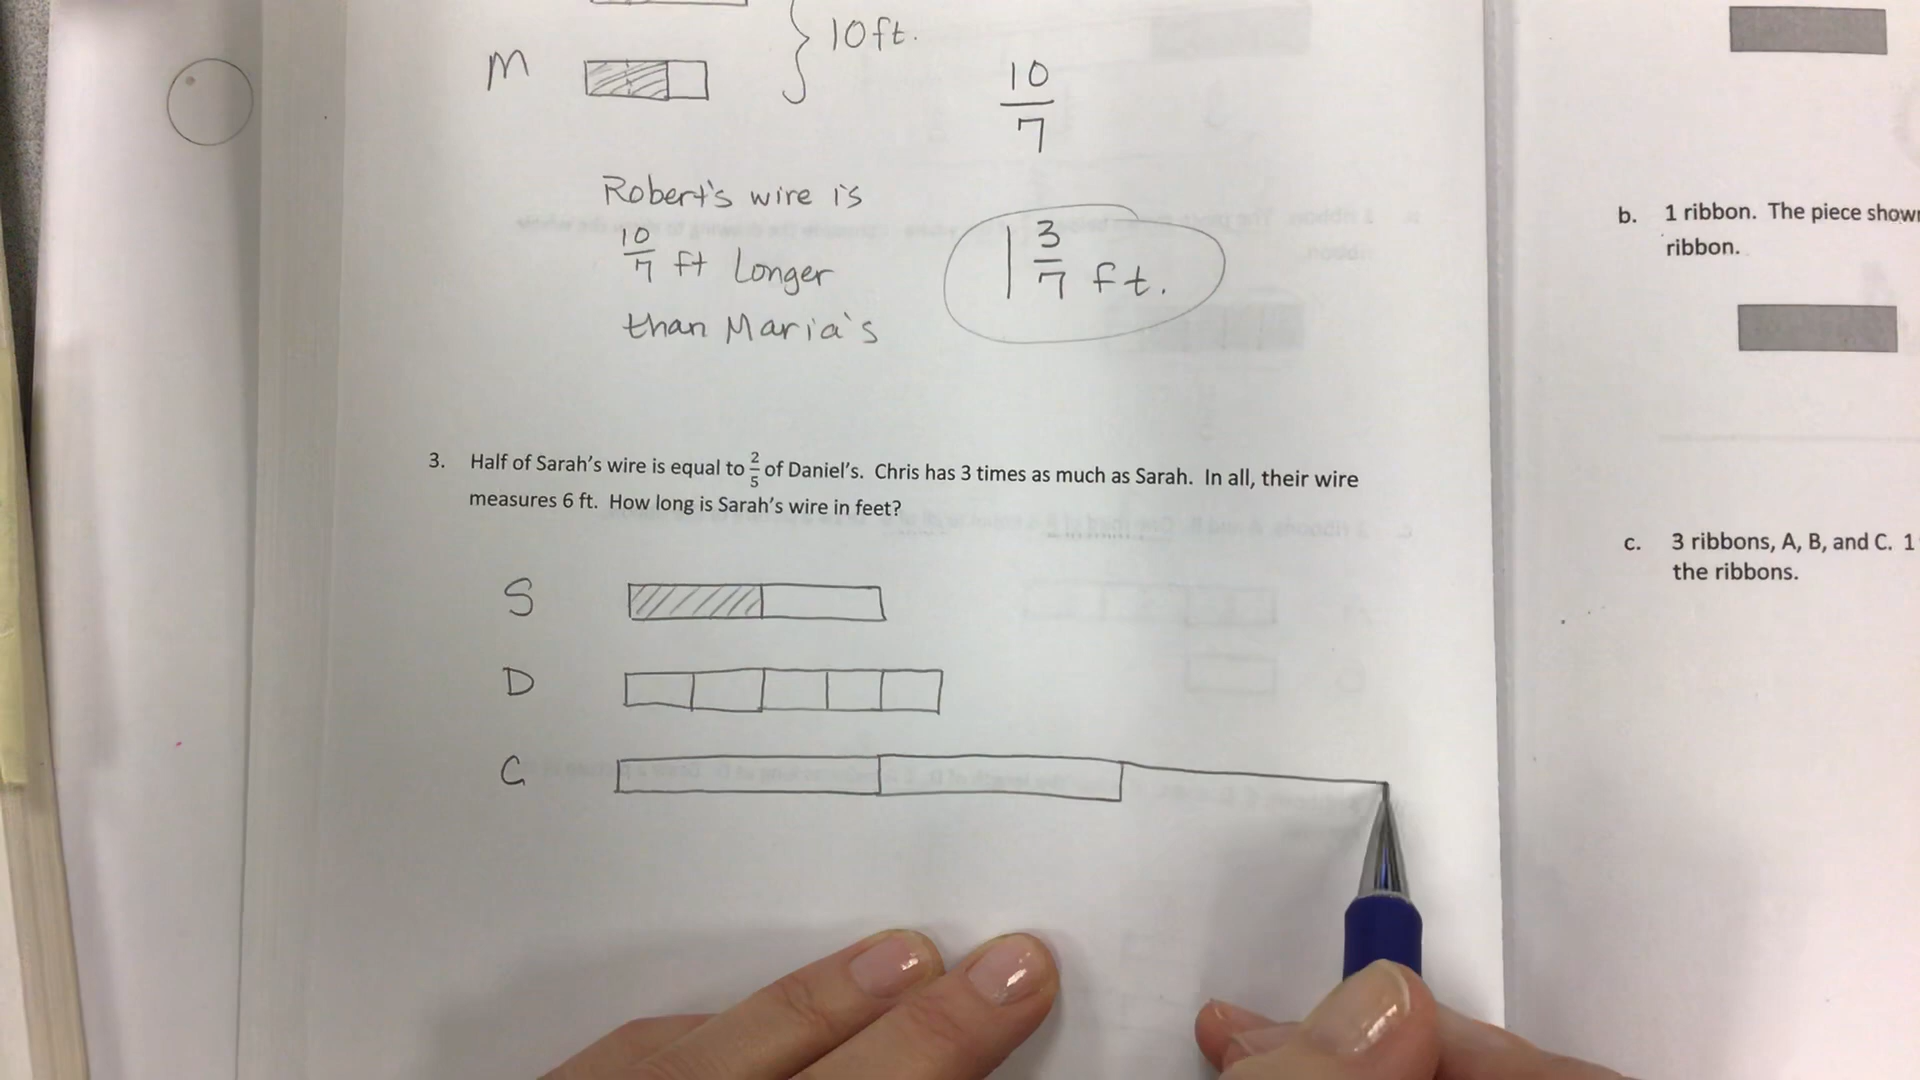 10ft.
M
10
7
Robert's wire is
10
7 ft Longer
than Maria's
1 3/7 ft.
b. 1 ribbon. The piece shown
ribbon.
3. Half of Sarah's wire is equal to 2/5 of Daniel's. Chris has 3 times as much as Sarah. In all, their wire
measures 6 ft. How long is Sarah's wire in feet?
c. 3 ribbons, A, B, and C. 1
the ribbons.
S
D
C